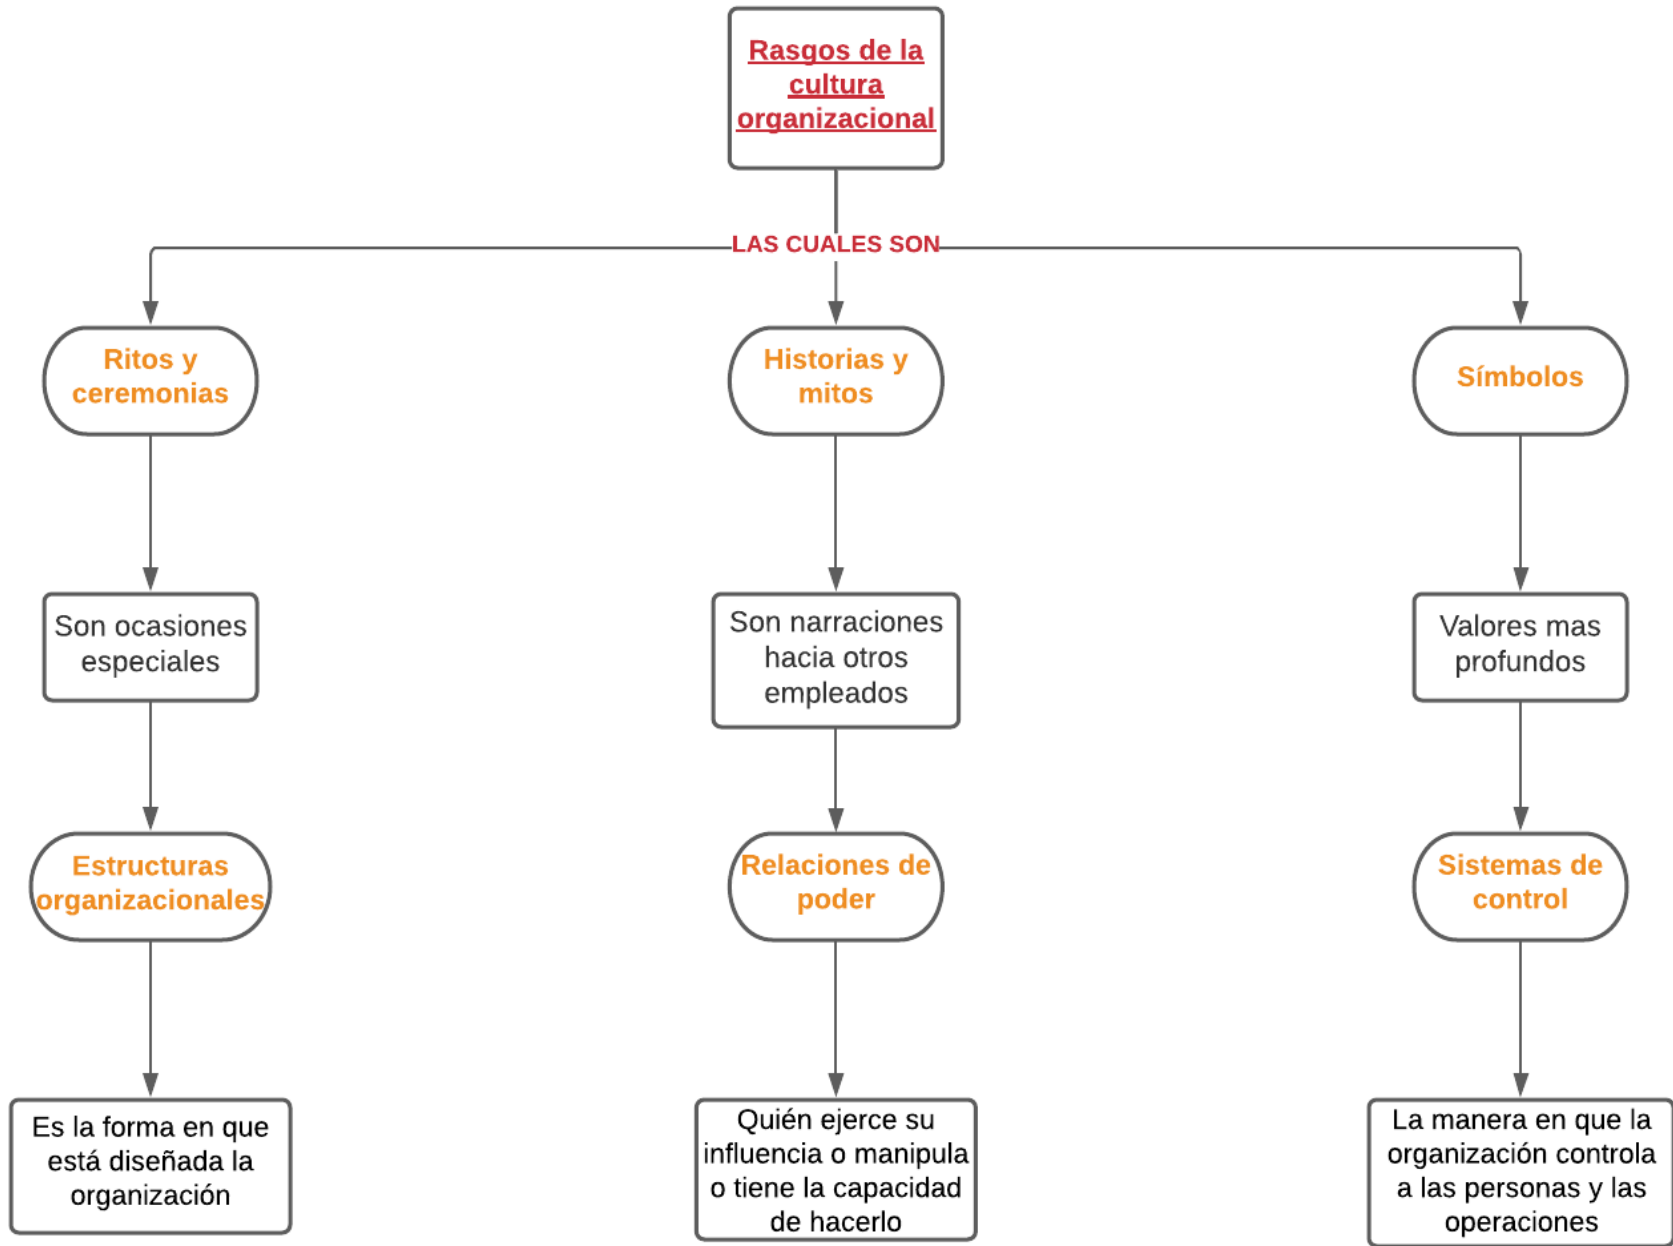 Rasgos de la
cultura
organizacional
LAS CUALES SON
Ritos y
ceremonias
Historias y
mitos
Símbolos
Son ocasiones
especiales
Son narraciones
hacia otros
empleados
Valores mas
profundos
Estructuras
organizacionales
Relaciones de
poder
Sistemas de
control
Es la forma en que
está diseñada la
organización
Quién ejerce su
influencia o manipula
o tiene la capacidad
de hacerlo
La manera en que la
organización controla
a las personas y las
operaciones